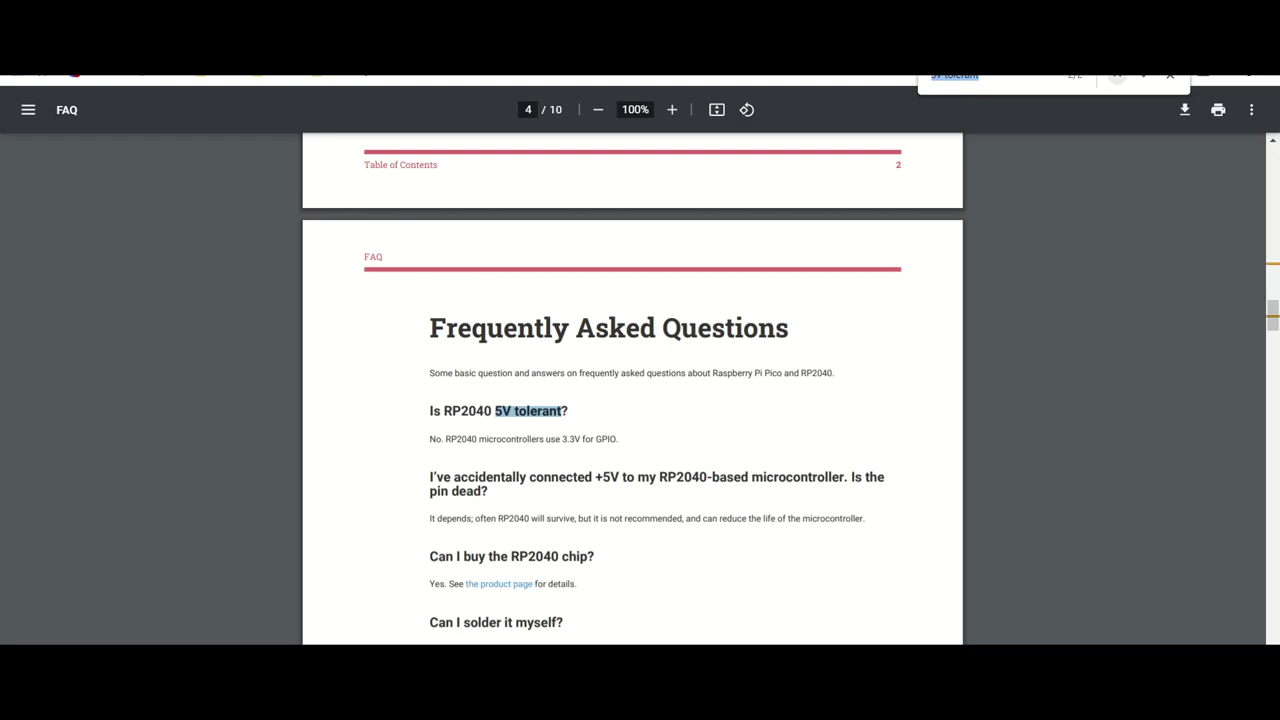 5V tolerant 2/2
FAQ 4 / 10 100%
Table of Contents 2
FAQ
Frequently Asked Questions
Some basic question and answers on frequently asked questions about Raspberry Pi Pico and RP2040.
Is RP2040 5V tolerant?
No. RP2040 microcontrollers use 3.3V for GPIO.
I've accidentally connected +5V to my RP2040-based microcontroller. Is the
pin dead?
It depends; often RP2040 will survive, but it is not recommended, and can reduce the life of the microcontroller.
Can I buy the RP2040 chip?
Yes. See the product page for details.
Can I solder it myself?